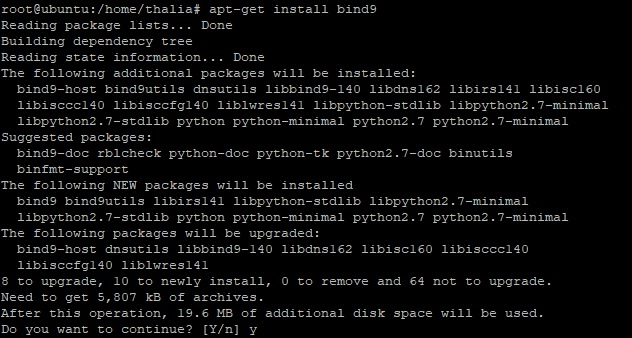 root@ubuntu:/home/thalia# apt-get install bind9
Reading package lists... Done
Building dependency tree
Reading state information... Done
The following additional packages will be installed:
  bind9-host bind9utils dnsutils libbind9-140 libdns162 libirs141 libisc160
  libisccc140 libisccfg140 liblwres141 libpython-stdlib libpython2.7-minimal
  libpython2.7-stdlib python python-minimal python2.7 python2.7-minimal
Suggested packages:
  bind9-doc rblcheck python-doc python-tk python2.7-doc binutils
  binfmt-support
The following NEW packages will be installed
  bind9 bind9utils libirs141 libpython-stdlib libpython2.7-minimal
  libpython2.7-stdlib python python-minimal python2.7 python2.7-minimal
The following packages will be upgraded:
  bind9-host dnsutils libbind9-140 libdns162 libisc160 libisccc140
  libisccfg140 liblwres141
8 to upgrade, 10 to newly install, 0 to remove and 64 not to upgrade.
Need to get 5,807 kB of archives.
After this operation, 19.6 MB of additional disk space will be used.
Do you want to continue? [Y/n] y